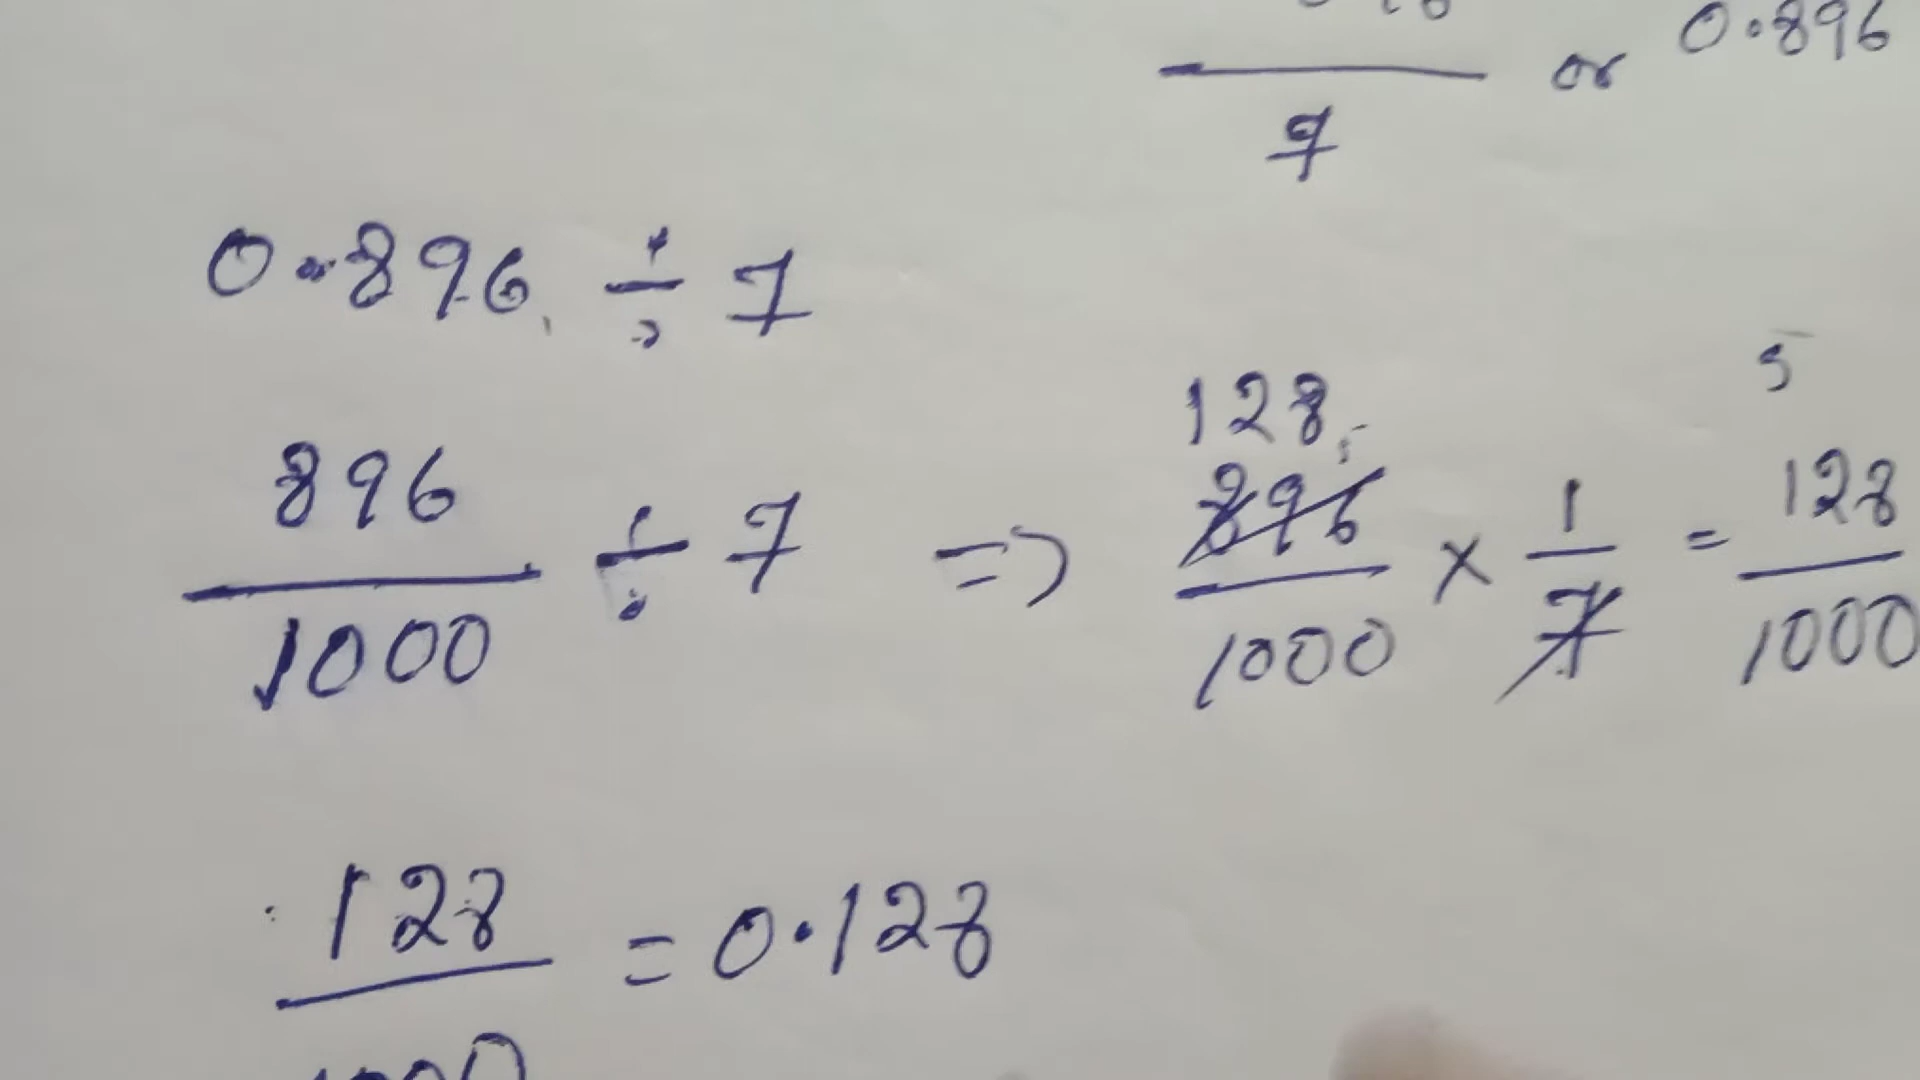 7 or 0.896
0.896 ÷ 7
896/1000 ÷ 7 => 128 896/1000 × 1/7 = 128/1000
5
128/1000 = 0.128